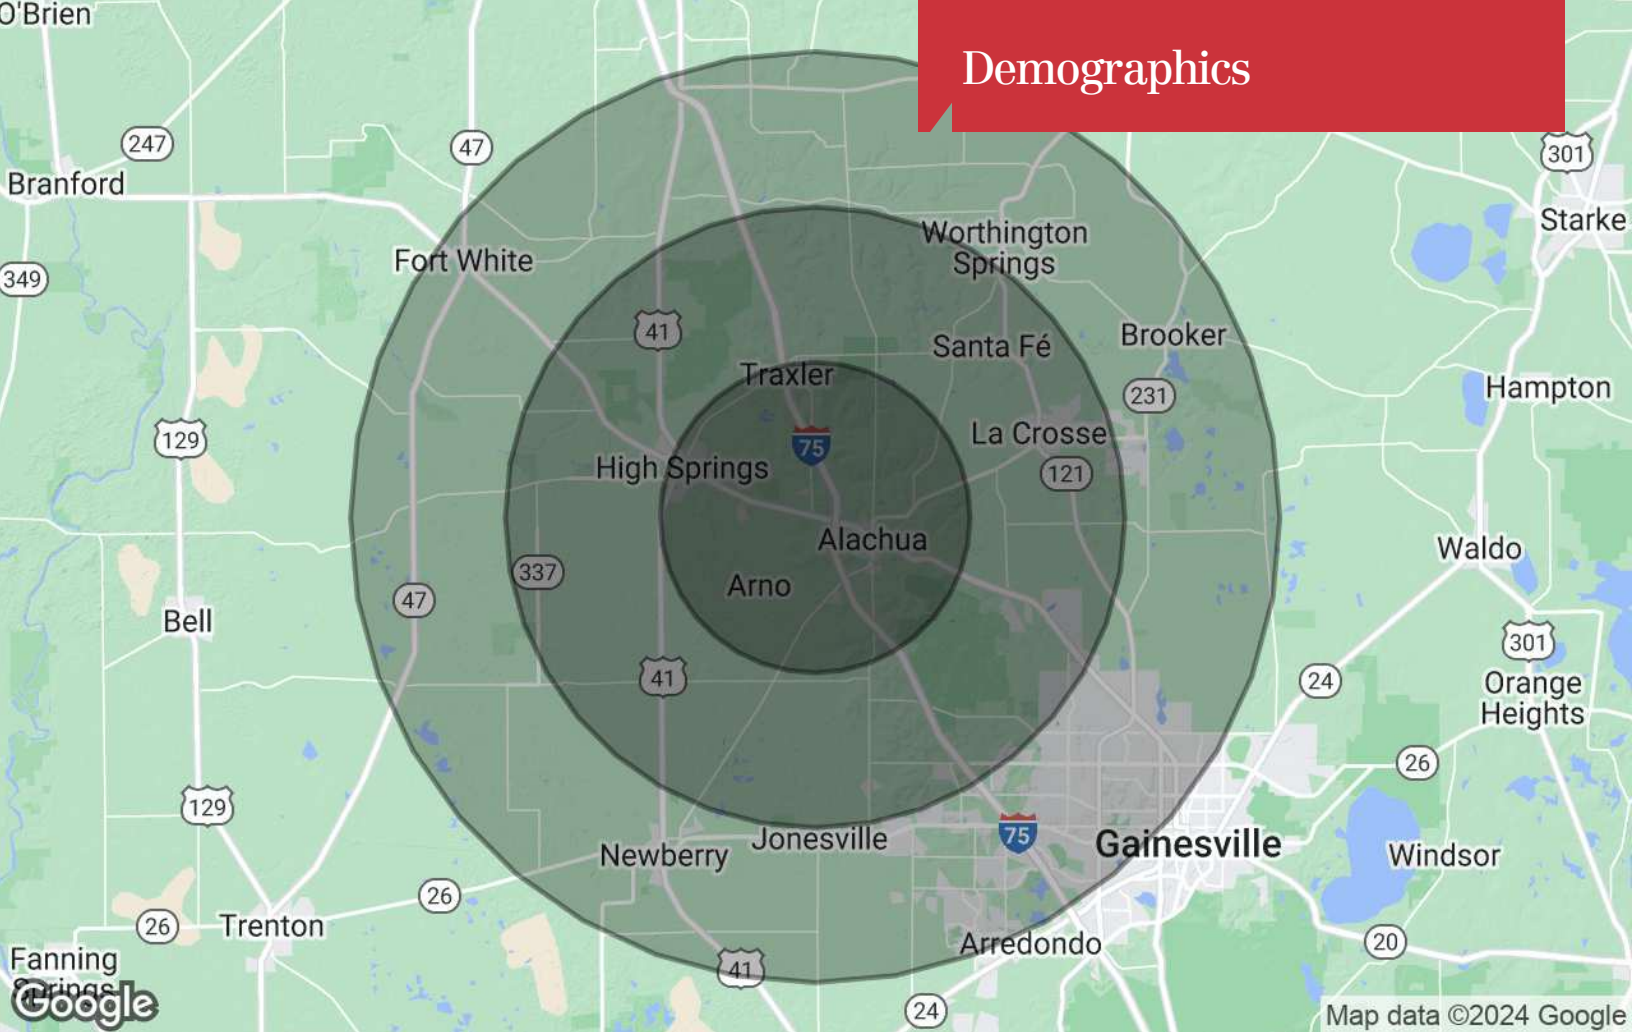 O'Brien
Demographics
247
47
301
Branford
Starke
Worthington
Springs
Fort White
349
41
Brooker
Santa Fé
Traxler
Hampton
231
129
La Crosse
75
High Springs
121
Alachua
Waldo
337
Arno
47
Bell
301
41
24
Orange
Heights
26
129
75
Jonesville
Gainesville
Newberry
Windsor
26
26
Trenton
20
Arredondo
Fanning
Springs
41
Google
24
Map data ©2024 Google